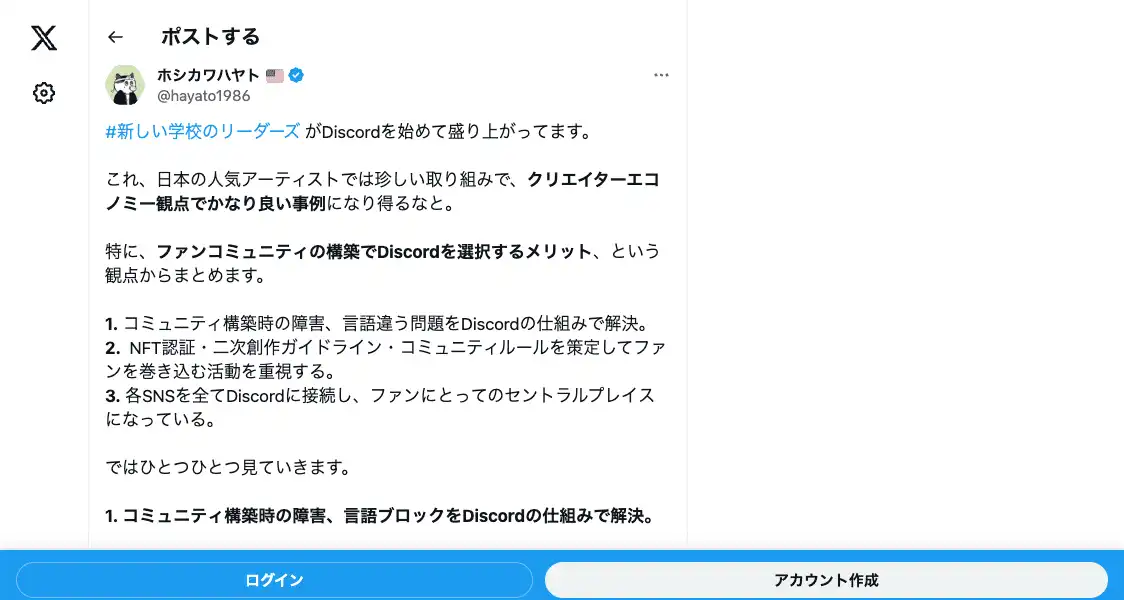 ポストする
ホシカワハヤト 🇺🇸
@hayato1986
#新しい学校のリーダーズ がDiscordを始めて盛り上がってます。
これ、日本の人気アーティストでは珍しい取り組みで、クリエイターエコ
ノミー観点でかなり良い事例になり得るなと。
特に、ファンコミュニティの構築でDiscordを選択するメリット、という
観点からまとめます。
1. コミュニティ構築時の障害、言語違う問題をDiscordの仕組みで解決。
2. NFT認証・二次創作ガイドライン・コミュニティルールを策定してファ
ンを巻き込む活動を重視する。
3. 各SNSを全てDiscordに接続し、ファンにとってのセントラルプレイス
になっている。
ではひとつひとつ見ていきます。
1. コミュニティ構築時の障害、言語ブロックをDiscordの仕組みで解決。
ログイン
アカウント作成